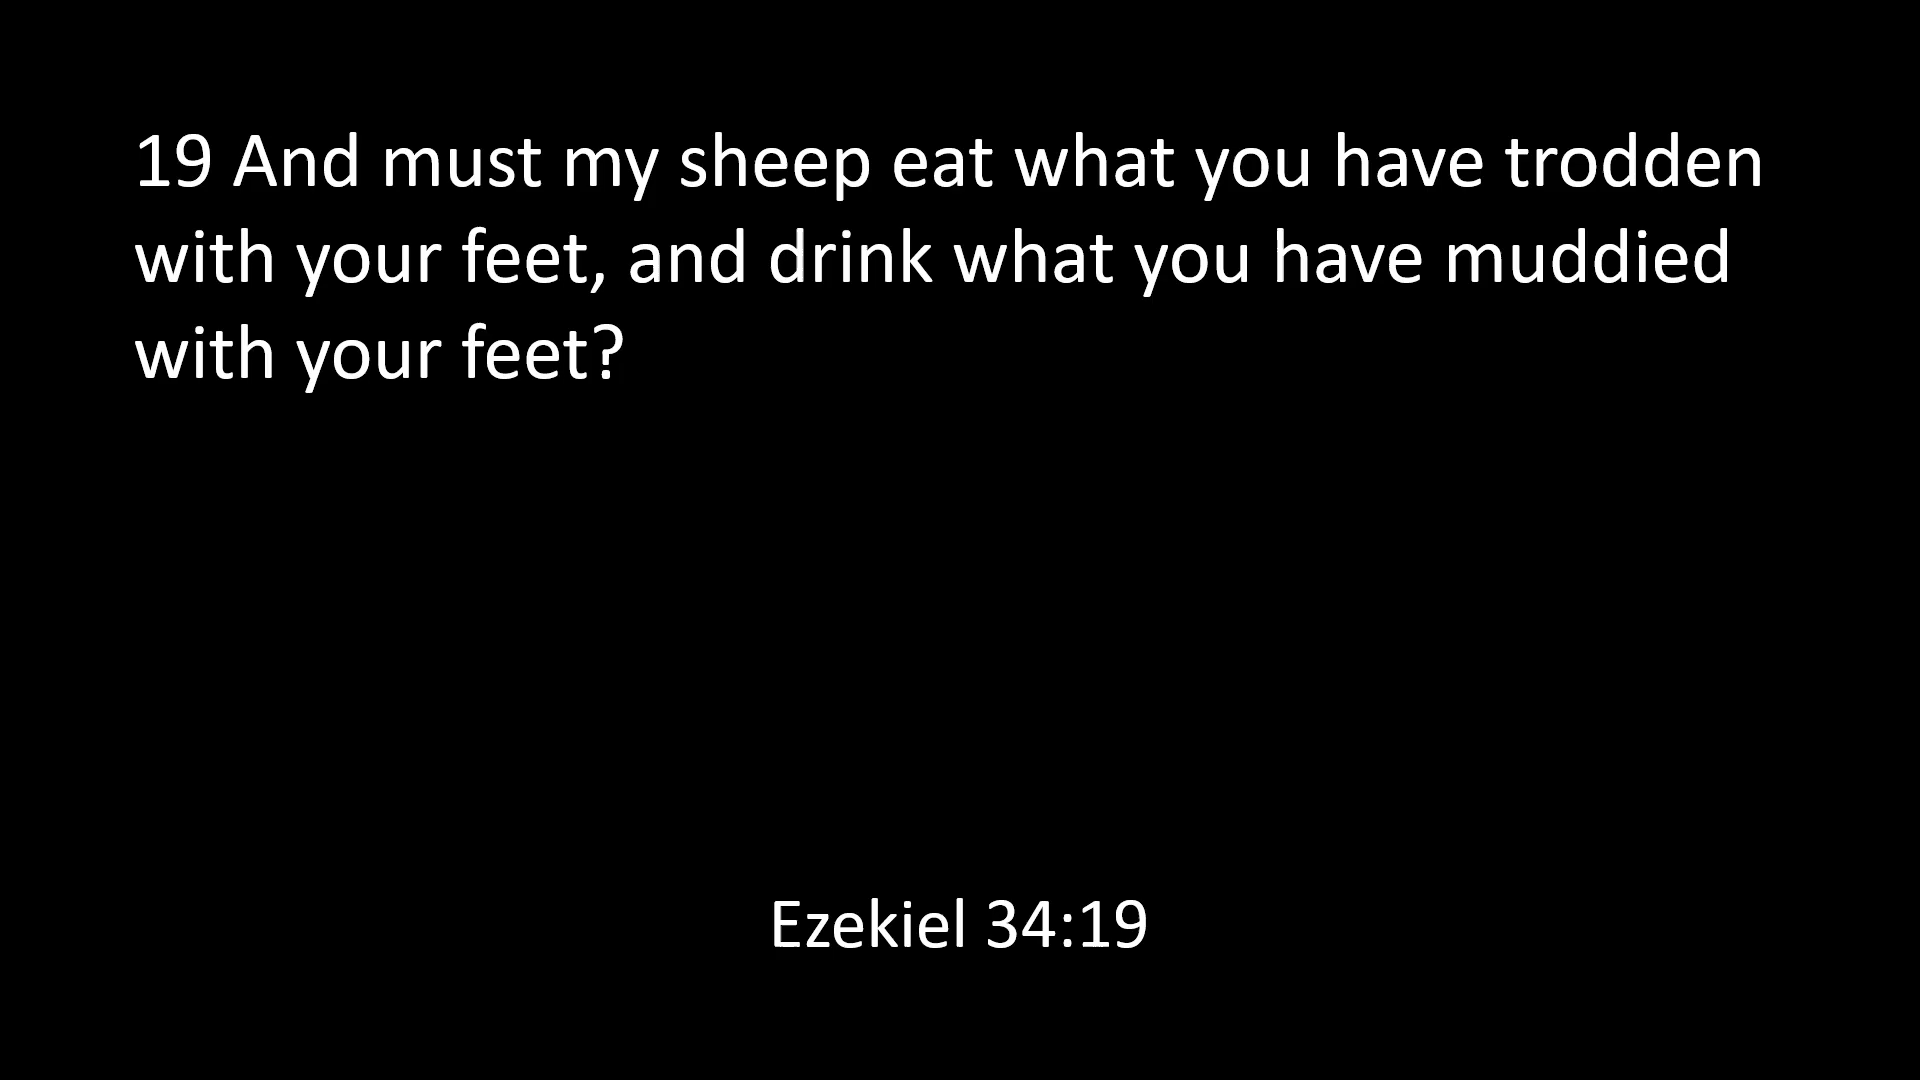 19 And must my sheep eat what you have trodden
with your feet, and drink what you have muddied
with your feet?
Ezekiel 34:19